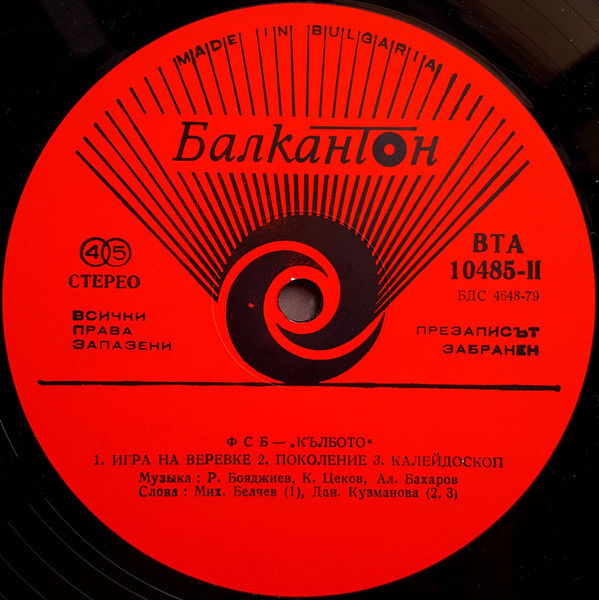 MADE IN BULGARIA
Балкантон
45
СТЕРЕО
ВТА
10485-II
БДС 4648-79
ВСИЧКИ
ПРАВА
ЗАПАЗЕНИ
ПРЕЗАПИСЪТ
ЗАБРАНЕН
ФСБ — „КЪЛБОТО“
1. ИГРА НА ВЕРЕВКЕ 2. ПОКОЛЕНИЕ 3. КАЛЕЙДОСКОП
Музыка : Р. Бояджиев, К. Цеков, Ал. Бахаров
Слова : Мих. Белчев (1), Дан. Кузманова (2, 3)